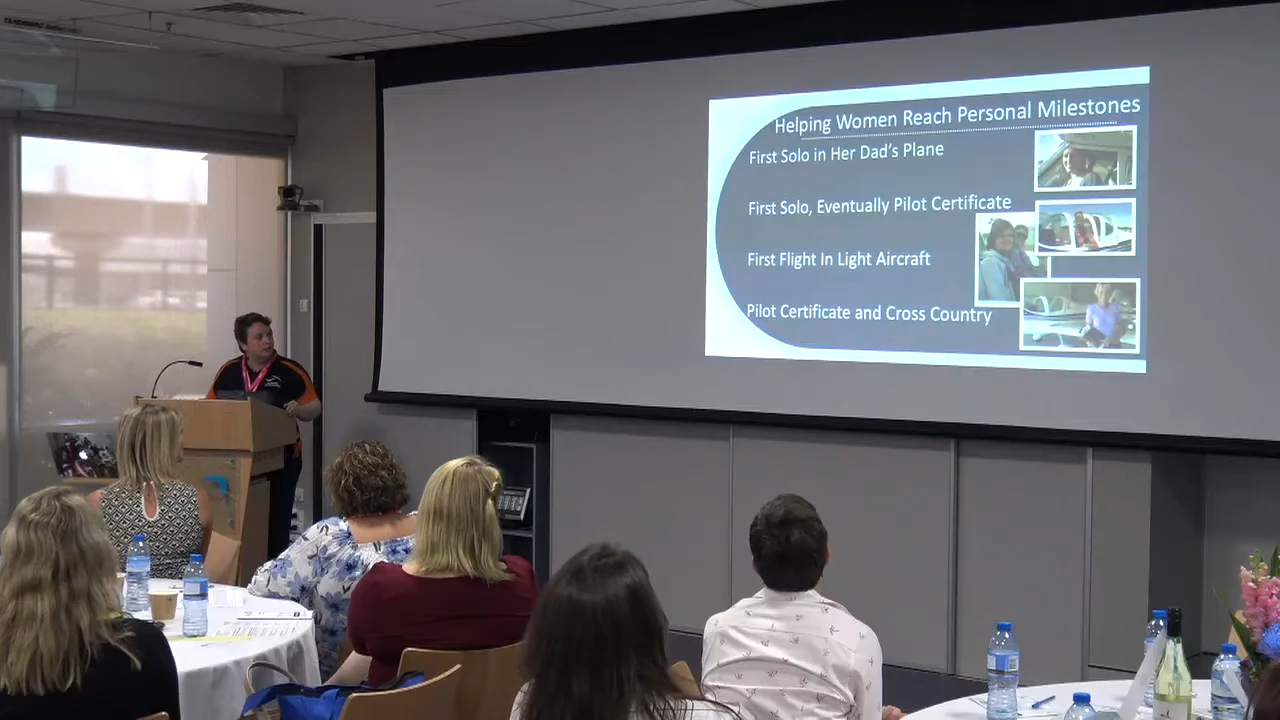 Helping Women Reach Personal Milestones
First Solo in Her Dad's Plane
First Solo, Eventually Pilot Certificate
First Flight In Light Aircraft
Pilot Certificate and Cross Country